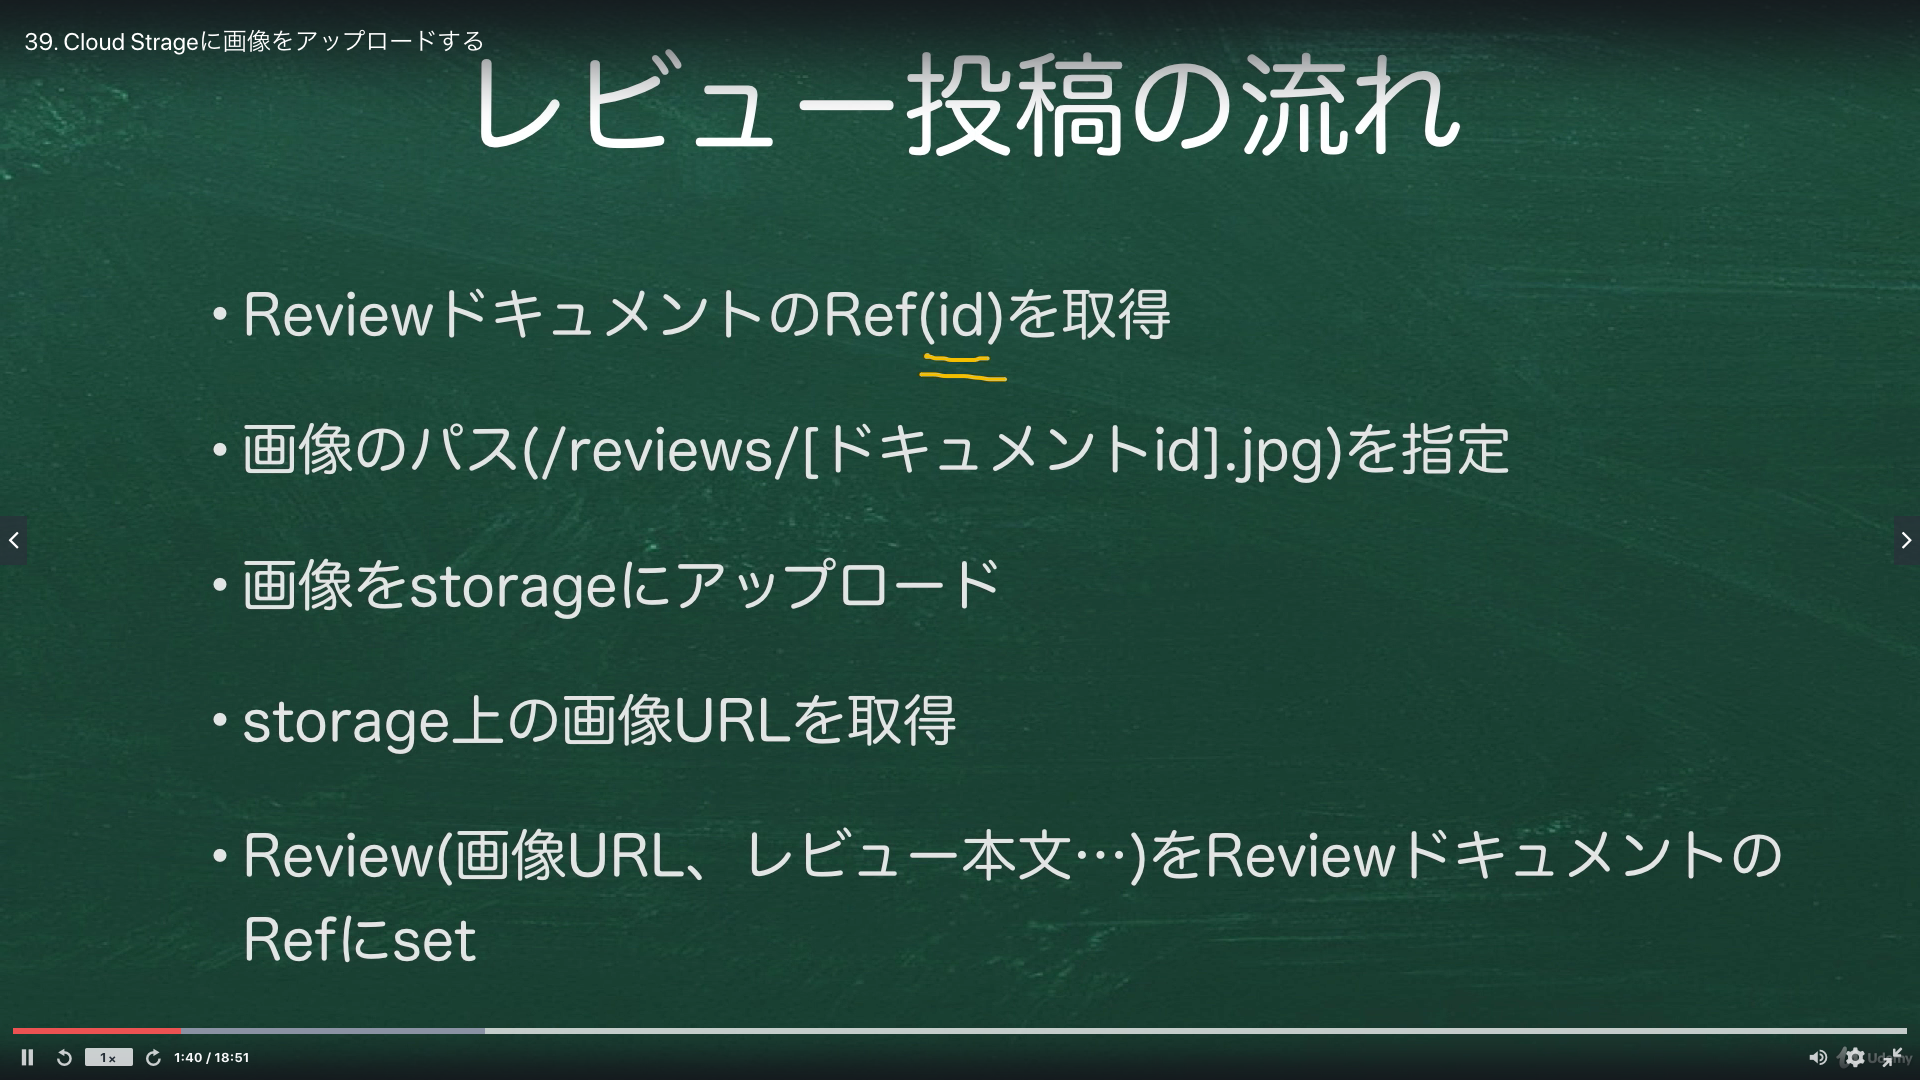 39. Cloud Strageに画像をアップロードする
レビュー投稿の流れ
• ReviewドキュメントのRef(id)を取得
• 画像のパス(/reviews/[ドキュメントid].jpg)を指定
• 画像をstorageにアップロード
• storage上の画像URLを取得
• Review(画像URL、レビュー本文…)をReviewドキュメントの
Refにset
1x
1:40 / 18:51
Udemy